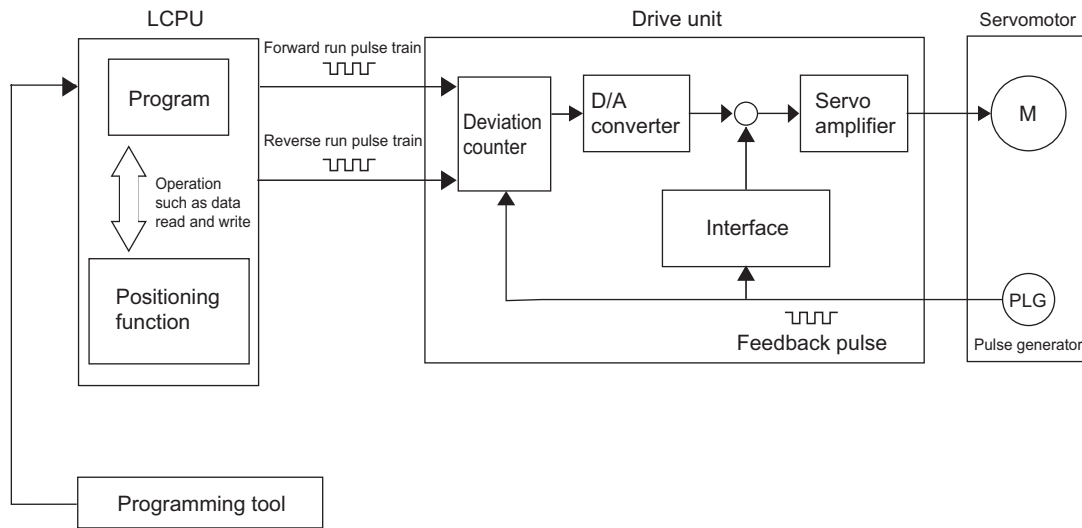 LCPU
Drive unit
Servomotor
Forward run pulse train
Program
Deviation
counter
D/A
converter
Servo
amplifier
M
Reverse run pulse train
Operation
such as data
read and write
Interface
Positioning
function
PLG
Feedback pulse
Pulse generator
Programming tool